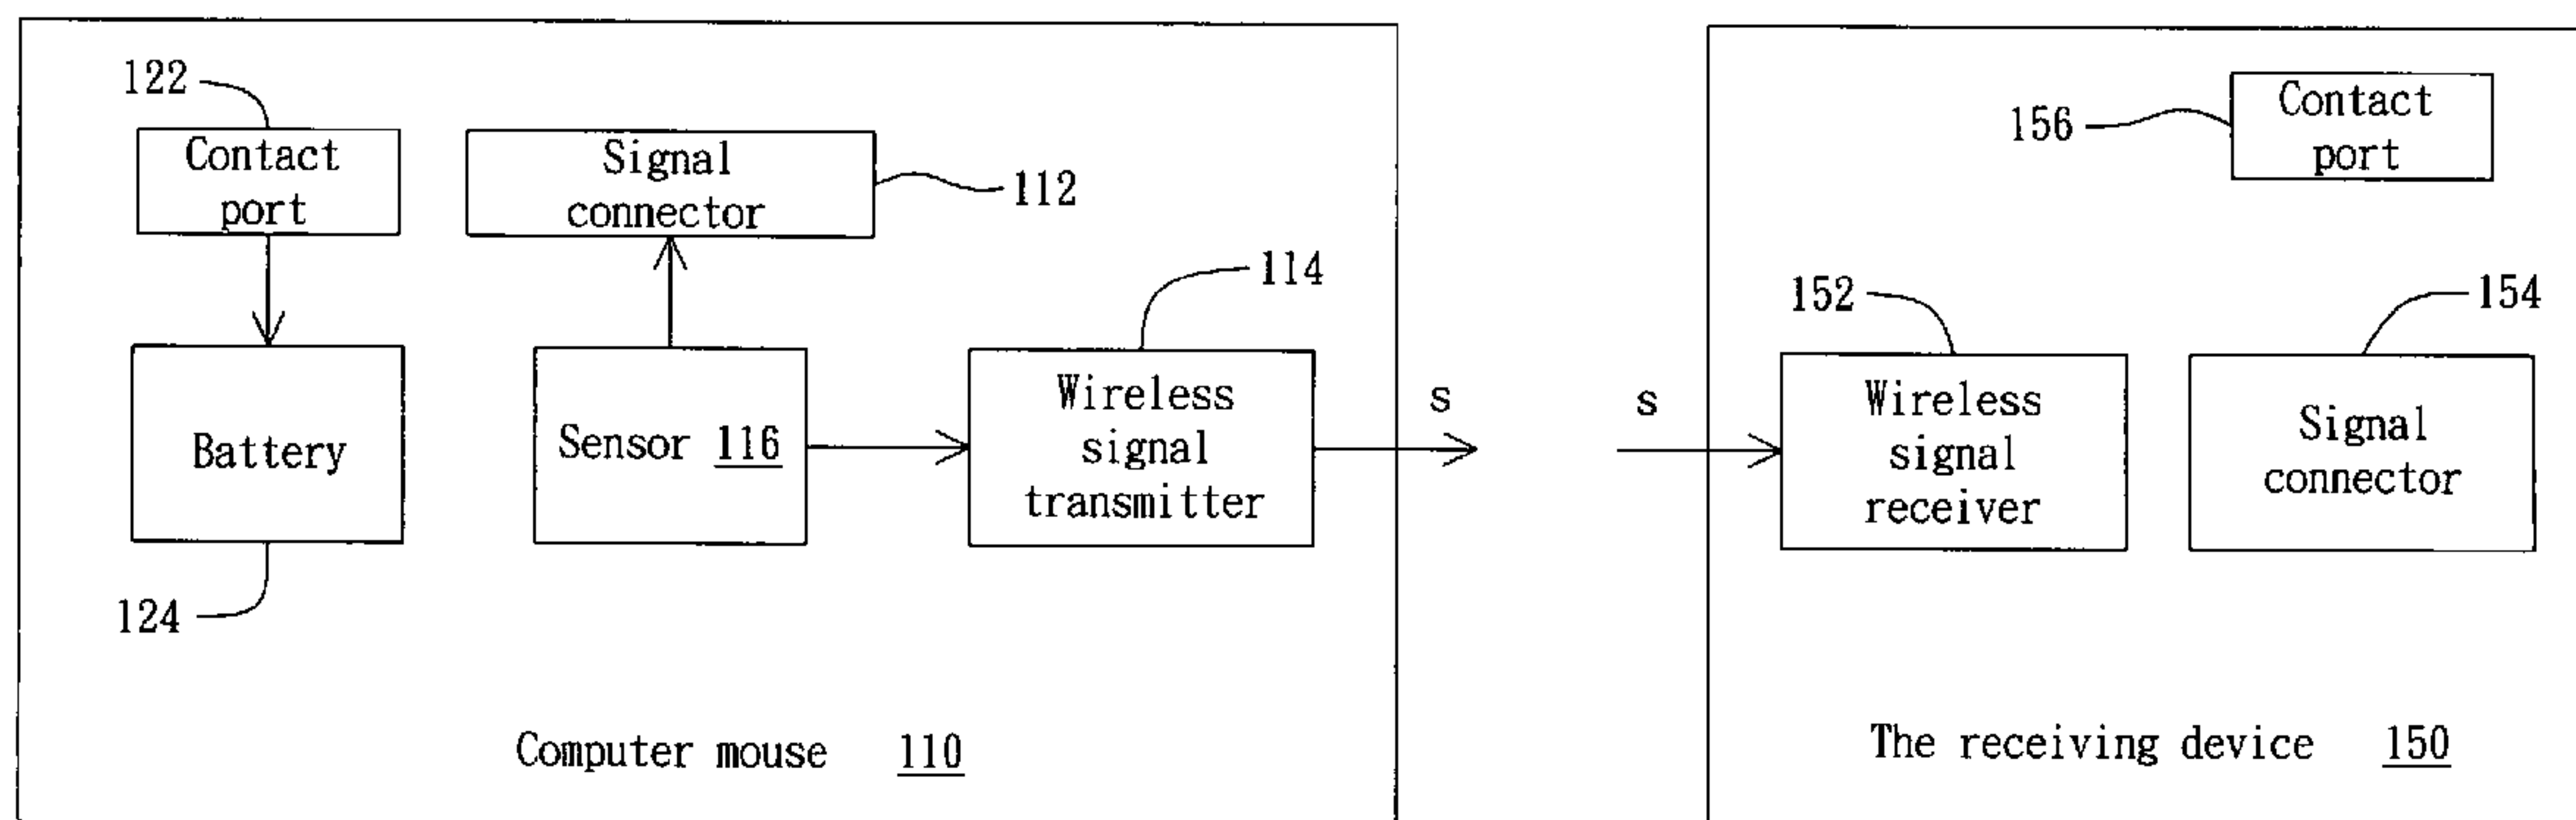 122
Contact
port
Signal
connector
112
114
Battery
Sensor 116
Wireless
signal
transmitter
124
s
Computer mouse 110
s
156
Contact
port
152
154
Wireless
signal
receiver
Signal
connector
The receiving device 150